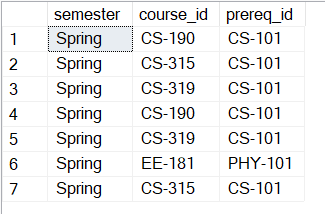 semester course_id prereq_id
1 Spring CS-190 CS-101
2 Spring CS-315 CS-101
3 Spring CS-319 CS-101
4 Spring CS-190 CS-101
5 Spring CS-319 CS-101
6 Spring EE-181 PHY-101
7 Spring CS-315 CS-101